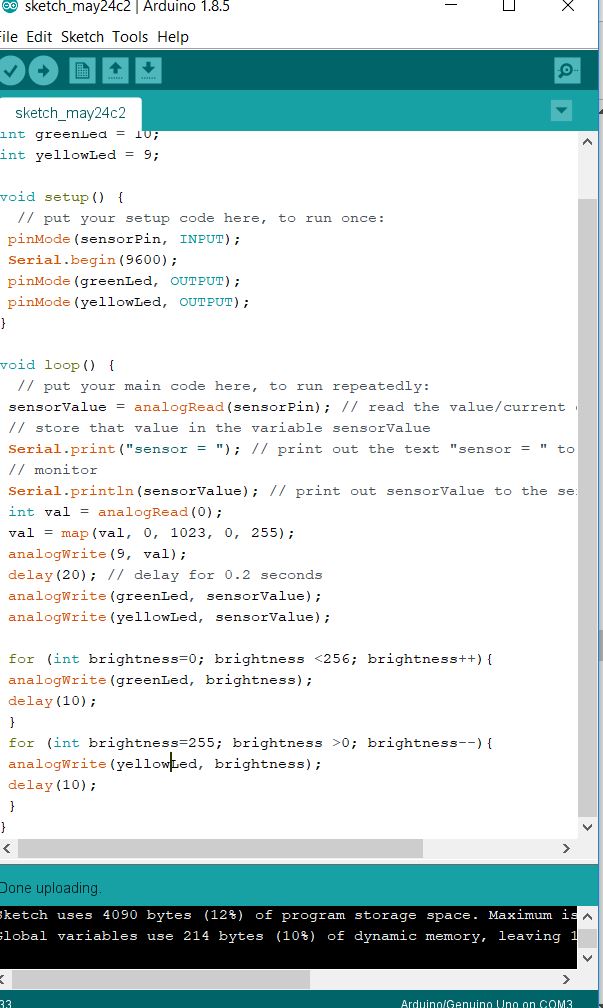 sketch_may24c2 | Arduino 1.8.5
File Edit Sketch Tools Help
sketch_may24c2
int greenLed = 10;
int yellowLed = 9;
void setup() {
// put your setup code here, to run once:
pinMode(sensorPin, INPUT);
Serial.begin(9600);
pinMode(greenLed, OUTPUT);
pinMode(yellowLed, OUTPUT);
}
void loop() {
// put your main code here, to run repeatedly:
sensorValue = analogRead(sensorPin); // read the value/current
// store that value in the variable sensorValue
Serial.print("sensor = "); // print out the text "sensor = " to
// monitor
Serial.println(sensorValue); // print out sensorValue to the se
int val = analogRead(0);
val = map(val, 0, 1023, 0, 255);
analogWrite(9, val);
delay(20); // delay for 0.2 seconds
analogWrite(greenLed, sensorValue);
analogWrite(yellowLed, sensorValue);
for (int brightness=0; brightness <256; brightness++){
analogWrite(greenLed, brightness);
delay(10);
}
for (int brightness=255; brightness >0; brightness--){
analogWrite(yellowLed, brightness);
delay(10);
}
}
Done uploading.
Sketch uses 4090 bytes (12%) of program storage space. Maximum is
Global variables use 214 bytes (10%) of dynamic memory, leaving 1
33
Arduino/Genuino Uno on COM3